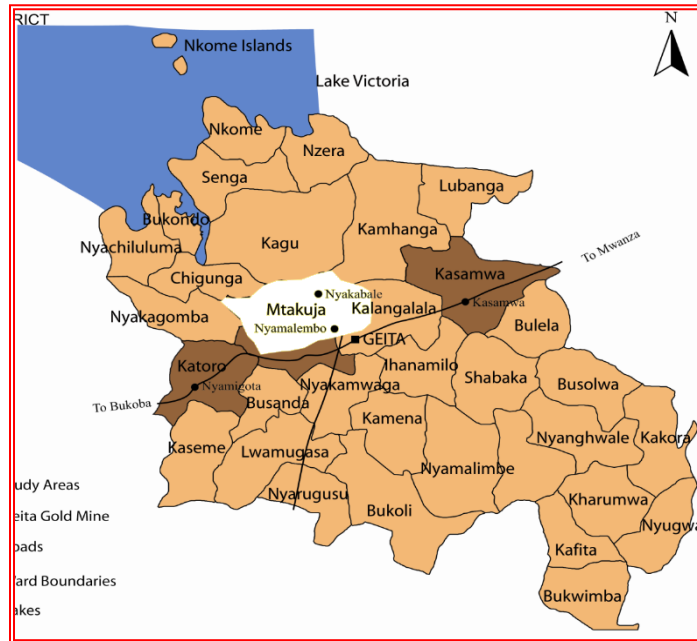 RICT
N
Nkome Islands
Lake Victoria
Nkome
Nzera
Senga
Lubanga
Bukondo
Kamhanga
Nyachiluluma
Kagu
To Mwanza
Kasamwa
Chigunga
Nyakabale
Kasamwa
Mtakuja
Kalangalala
Nyakagomba
Nyamalembo
Bulela
GEITA
Katoro
Ihanamilo
Shabaka
Nyamigota
Nyakamwaga
Busolwa
To Bukoba
Busanda
Kamena
Kaseme
Lwamugasa
Nyanghwale
Kakora
Nyamalimbe
udy Areas
Nyarugusu
Kharumwa
Bukoli
eita Gold Mine
Nyugwa
oads
Kafita
ard Boundaries
Bukwimba
akes